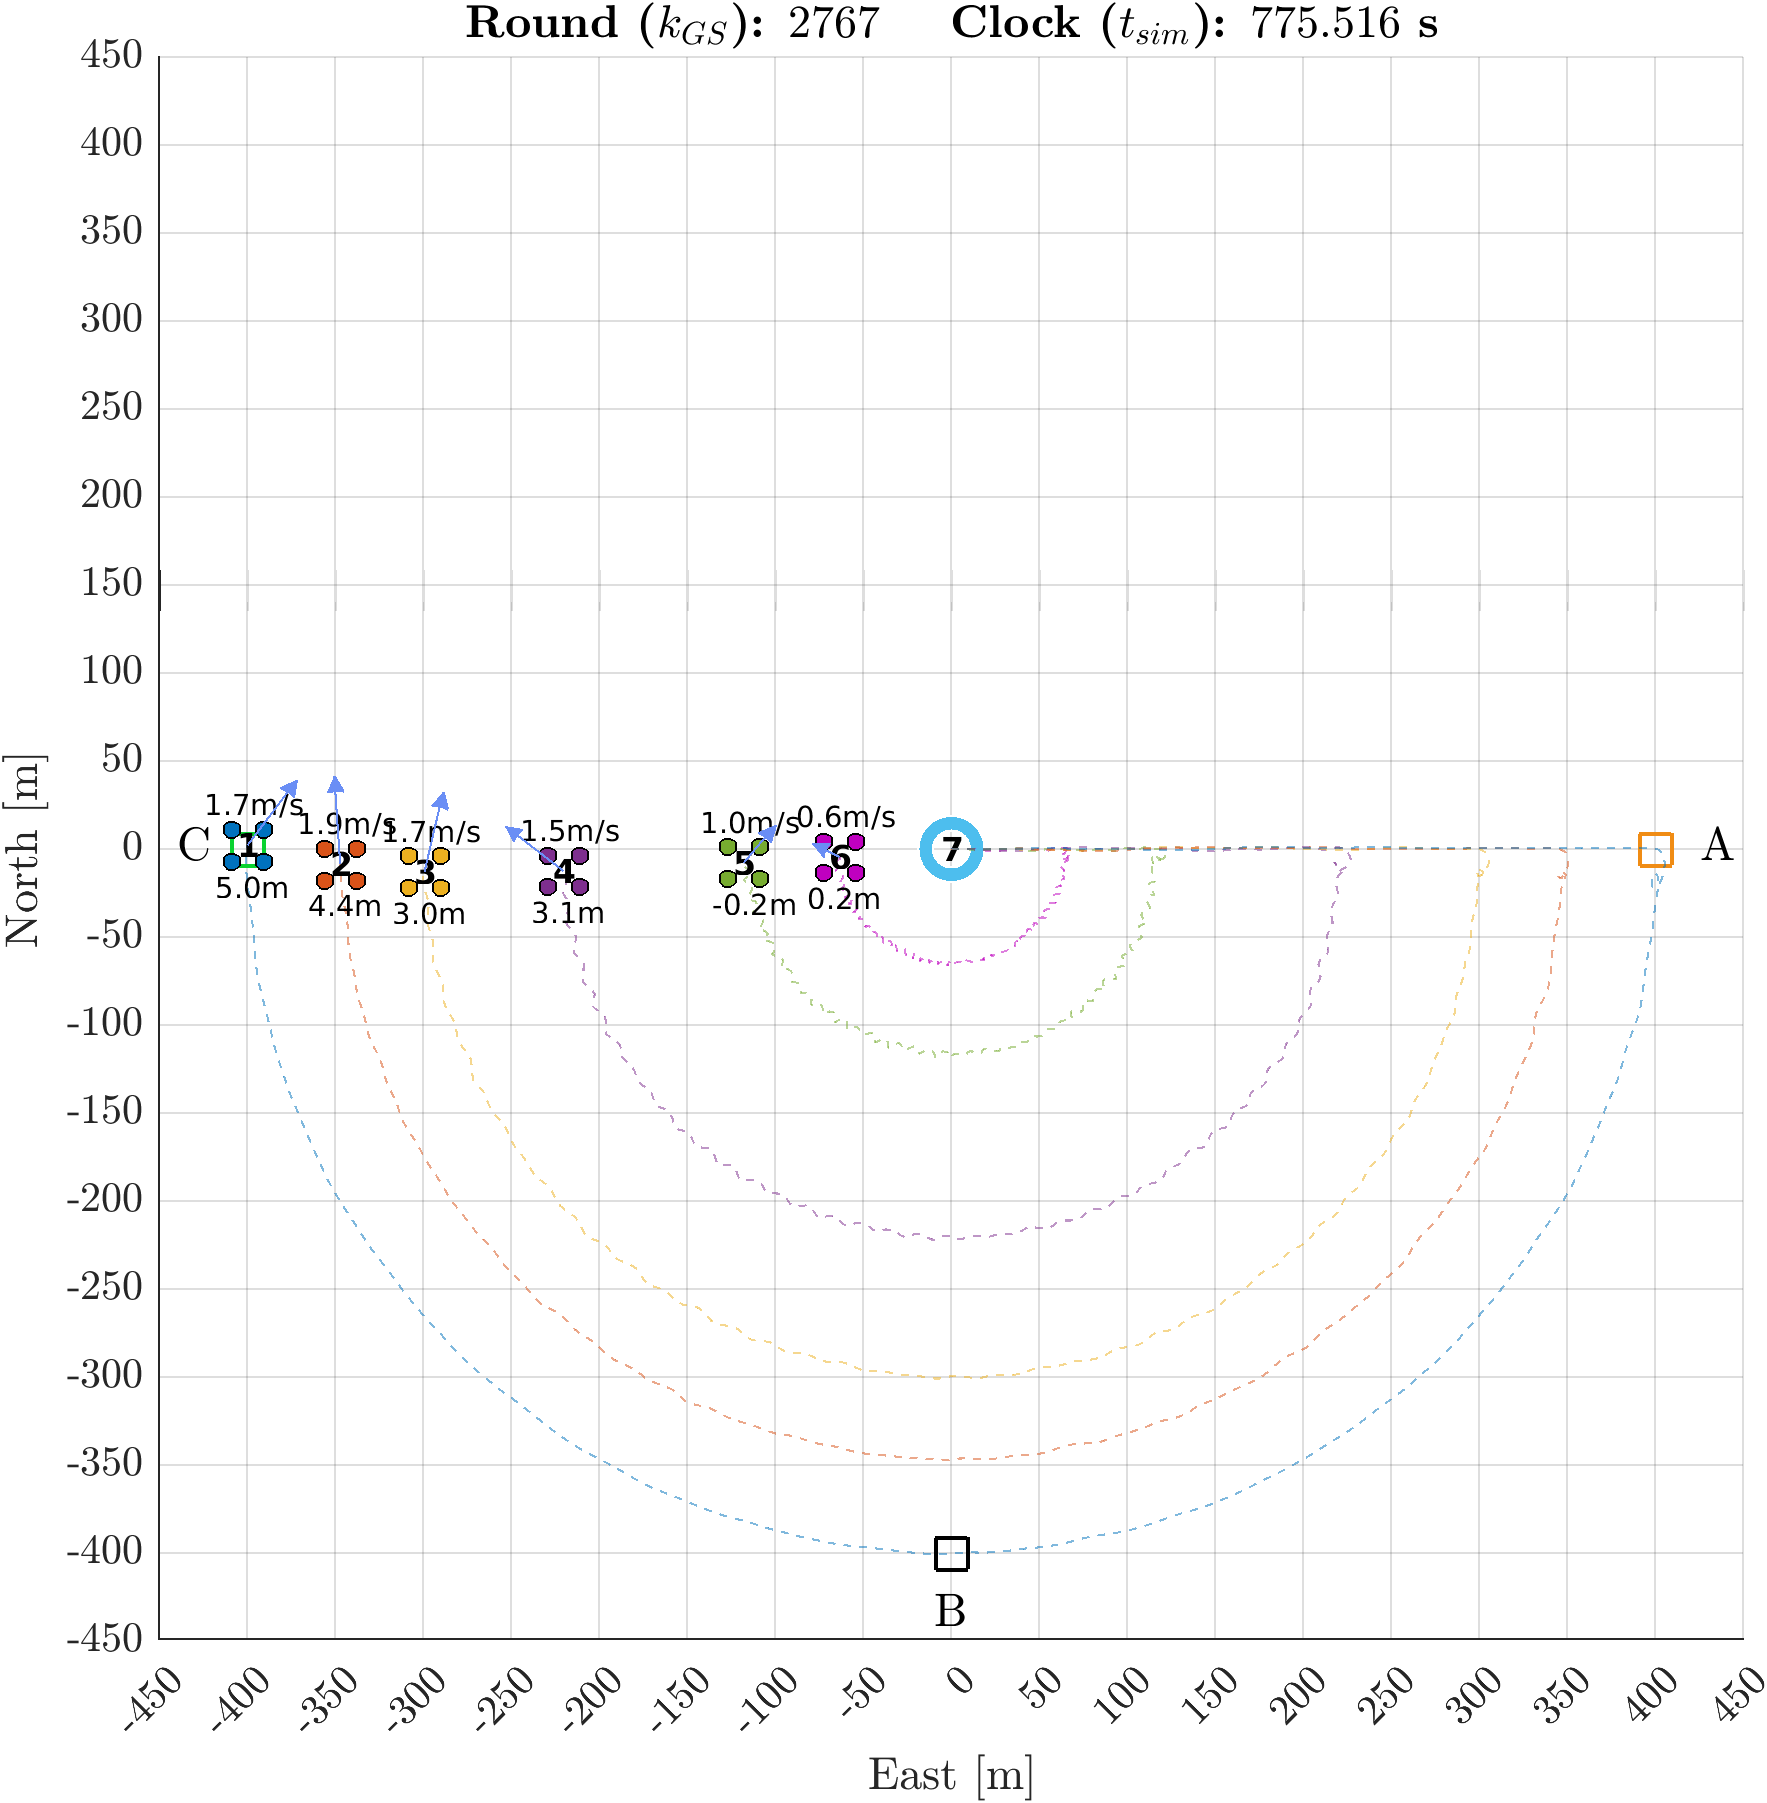 Round (k_GS): 2767 Clock (t_sim): 775.516 s
450
400
350
300
250
200
150
100
50
0
-50
-100
-150
-200
-250
-300
-350
-400
-450
North [m]
C
1.7m/s
1
5.0m
1.9m/s
2
4.4m
1.7m/s
3
3.0m
1.5m/s
4
3.1m
1.0m/s
5
-0.2m
0.6m/s
6
0.2m
7
A
B
-450 -400 -350 -300 -250 -200 -150 -100 -50 0 50 100 150 200 250 300 350 400 450
East [m]